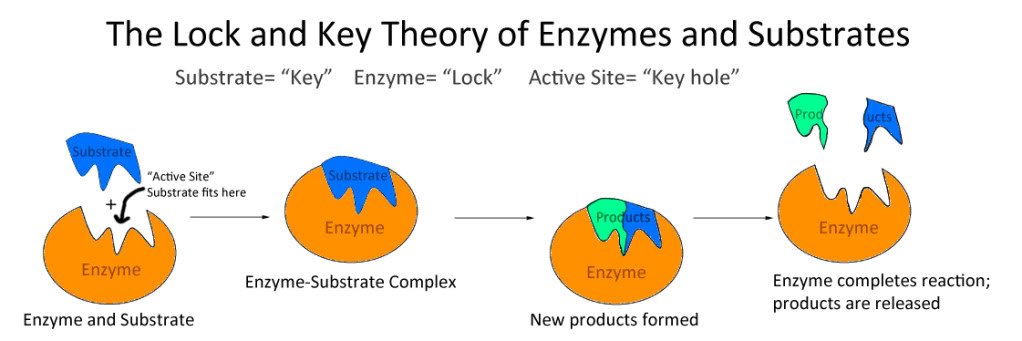 The Lock and Key Theory of Enzymes and Substrates
Substrate= “Key” Enzyme= “Lock” Active Site= “Key hole”
Substrate
“Active Site”
Substrate fits here
+
Enzyme
Enzyme and Substrate
Substrate
Enzyme
Enzyme-Substrate Complex
Products
Enzyme
New products formed
Prod ucts
Enzyme
Enzyme completes reaction;
products are released